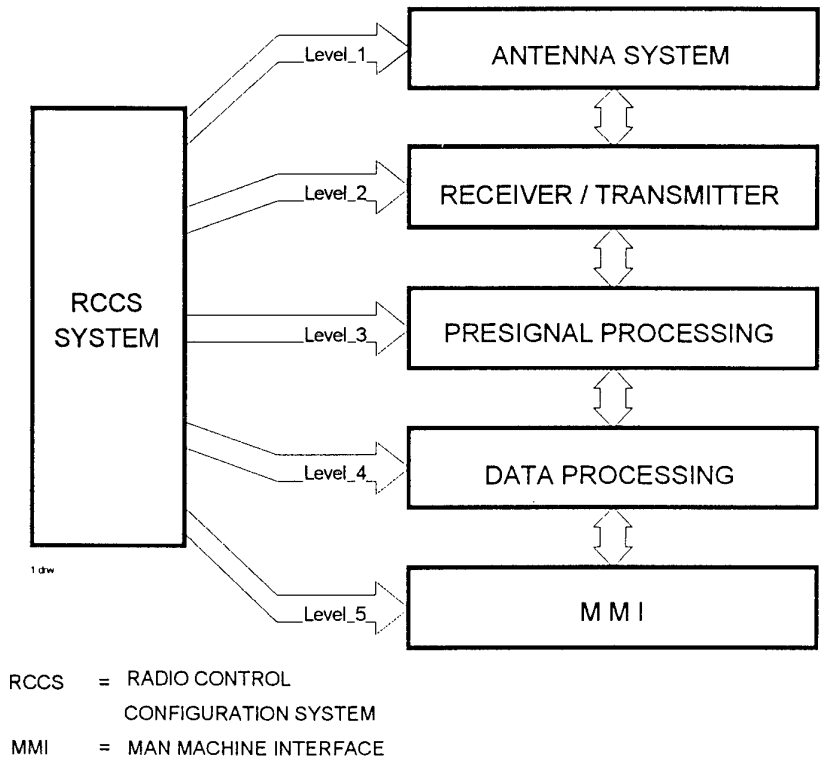 Level_1
ANTENNA SYSTEM
Level_2
RECEIVER / TRANSMITTER
RCCS
SYSTEM
Level_3
PRESIGNAL PROCESSING
Level_4
DATA PROCESSING
1 drw
Level_5
M M I
RCCS = RADIO CONTROL
CONFIGURATION SYSTEM
MMI = MAN MACHINE INTERFACE